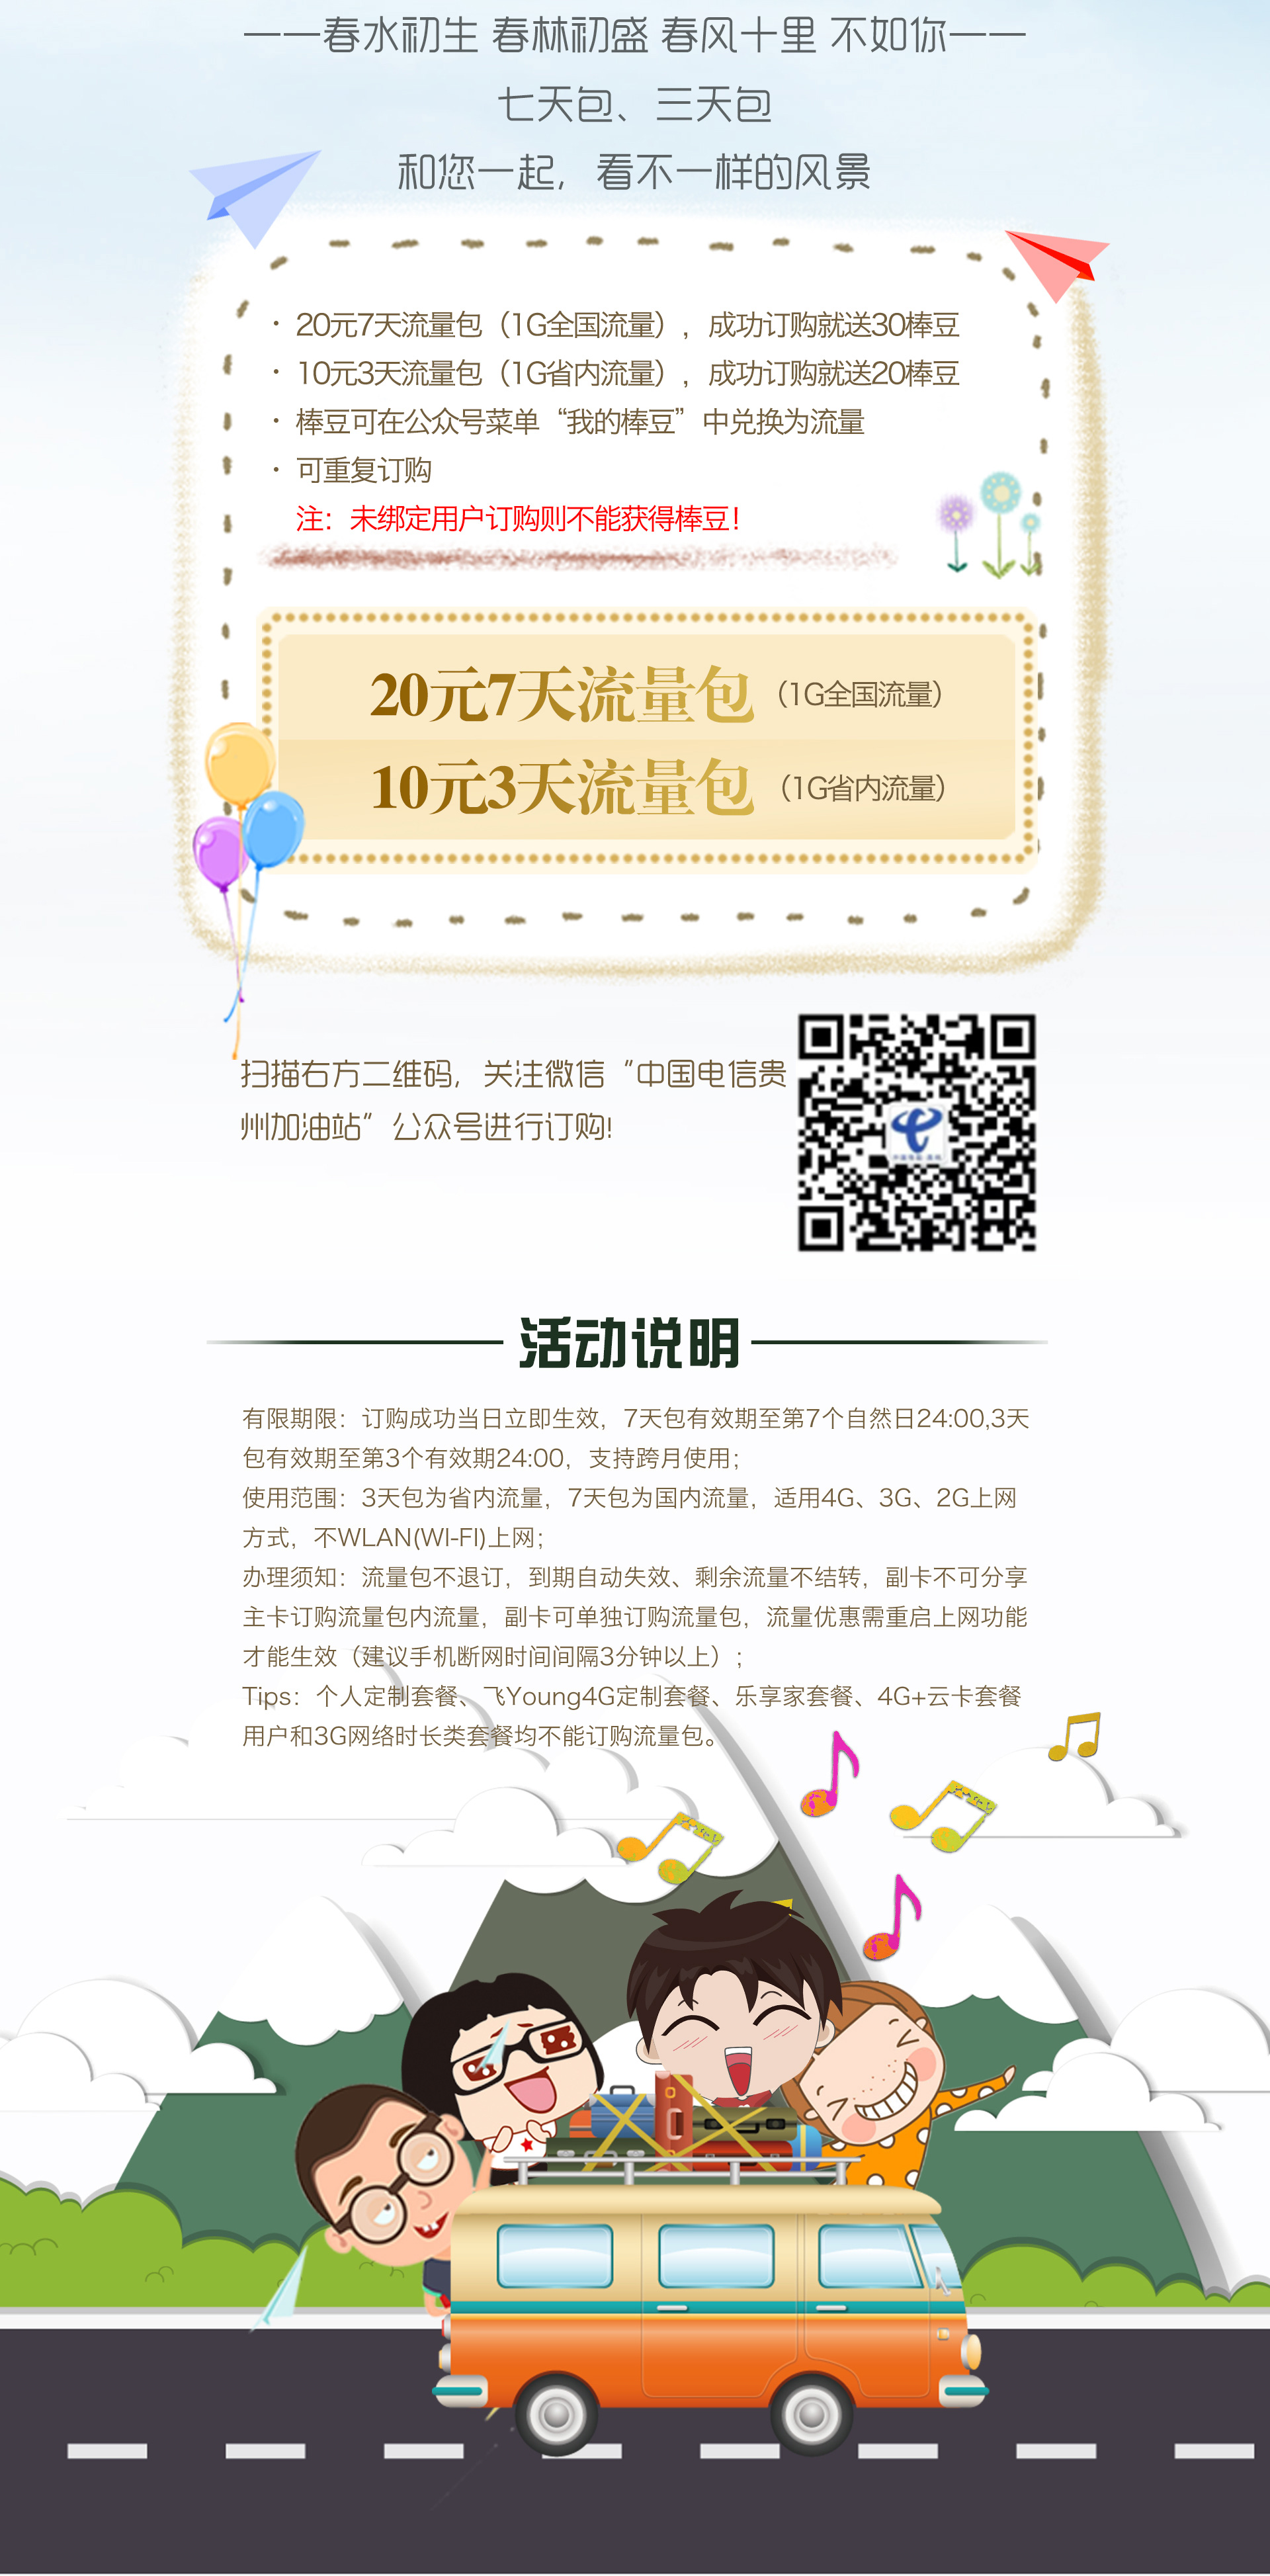 ——春水初生 春林初盛 春风十里 不如你——
七天包、三天包
和您一起，看不一样的风景
· 20元7天流量包（1G全国流量），成功订购就送30棒豆
· 10元3天流量包（1G省内流量），成功订购就送20棒豆
· 棒豆可在公众号菜单“我的棒豆”中兑换为流量
· 可重复订购
注：未绑定用户订购则不能获得棒豆！
20元7天流量包（1G全国流量）
10元3天流量包（1G省内流量）
扫描右方二维码，关注微信“中国电信贵
州加油站”公众号进行订购!
活动说明
有限期限：订购成功当日立即生效，7天包有效期至第7个自然日24:00,3天
包有效期至第3个有效期24:00，支持跨月使用；
使用范围：3天包为省内流量，7天包为国内流量，适用4G、3G、2G上网
方式，不WLAN(WI-FI)上网；
办理须知：流量包不退订，到期自动失效、剩余流量不结转，副卡不可分享
主卡订购流量包内流量，副卡可单独订购流量包，流量优惠需重启上网功能
才能生效（建议手机断网时间间隔3分钟以上）；
Tips：个人定制套餐、飞Young4G定制套餐、乐享家套餐、4G+云卡套餐
用户和3G网络时长类套餐均不能订购流量包。